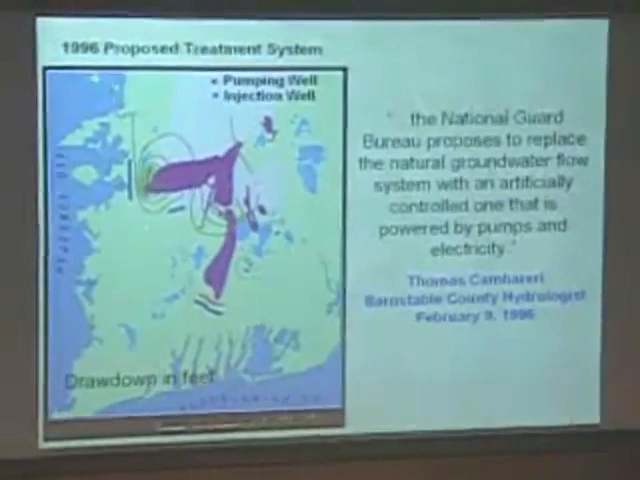 1996 Proposed Treatment System
• Pumping Well
• Injection Well
" the National Guard
Bureau proposes to replace
the natural groundwater flow
system with an artificially
controlled one that is
powered by pumps and
electricity."
Thomas Cambareri
Barnstable County Hydrologist
February 9, 1996
Drawdown in feet